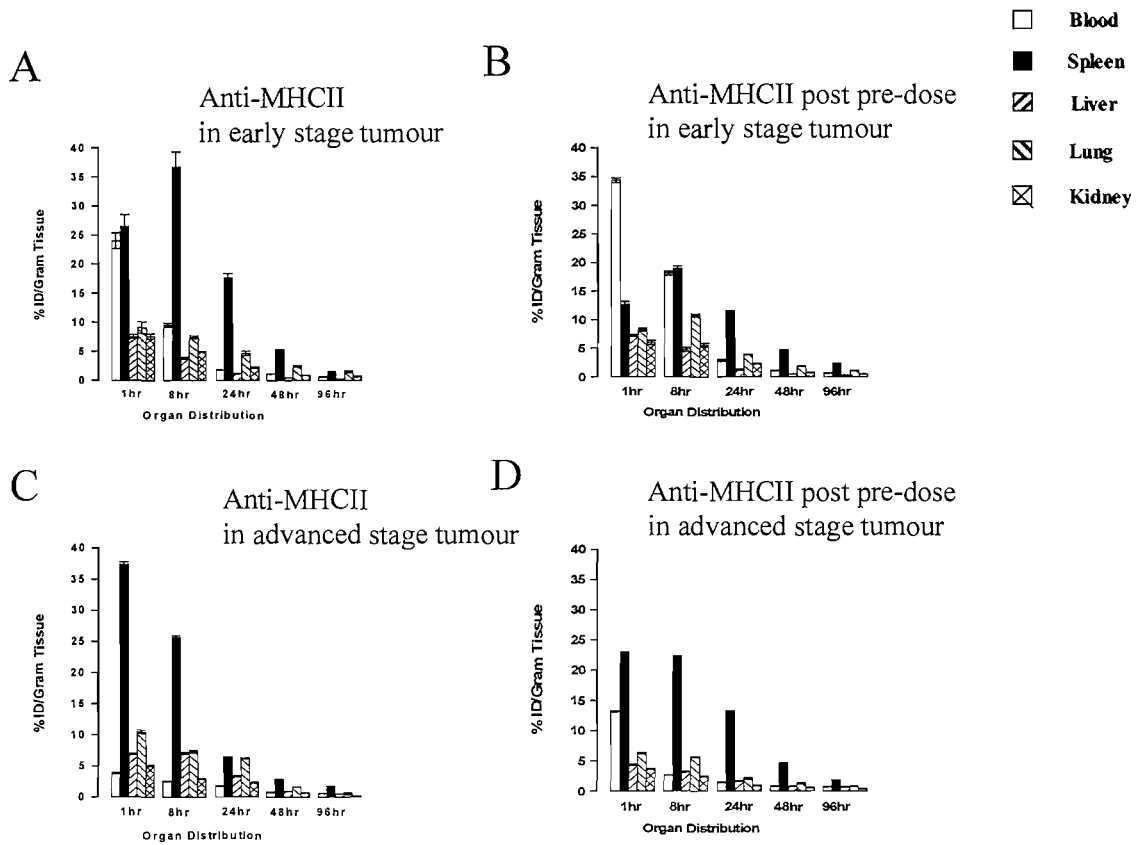 Blood
Spleen
Liver
Lung
Kidney
A
Anti-MHCII
in early stage tumour
40
35
30
25
20
15
10
5
0
%ID/Gram Tissue
1hr 8hr 24hr 48hr 96hr
Organ Distribution
B
Anti-MHCII post pre-dose
in early stage tumour
40
35
30
25
20
15
10
5
0
%ID/Gram Tissue
1hr 8hr 24hr 48hr 96hr
Organ Distribution
C
Anti-MHCII
in advanced stage tumour
40
35
30
25
20
15
10
5
0
%ID/Gram Tissue
1hr 8hr 24hr 48hr 96hr
Organ Distribution
D
Anti-MHCII post pre-dose
in advanced stage tumour
40
35
30
25
20
15
10
5
0
%ID/Gram Tissue
1hr 8hr 24hr 48hr 96hr
Organ Distribution